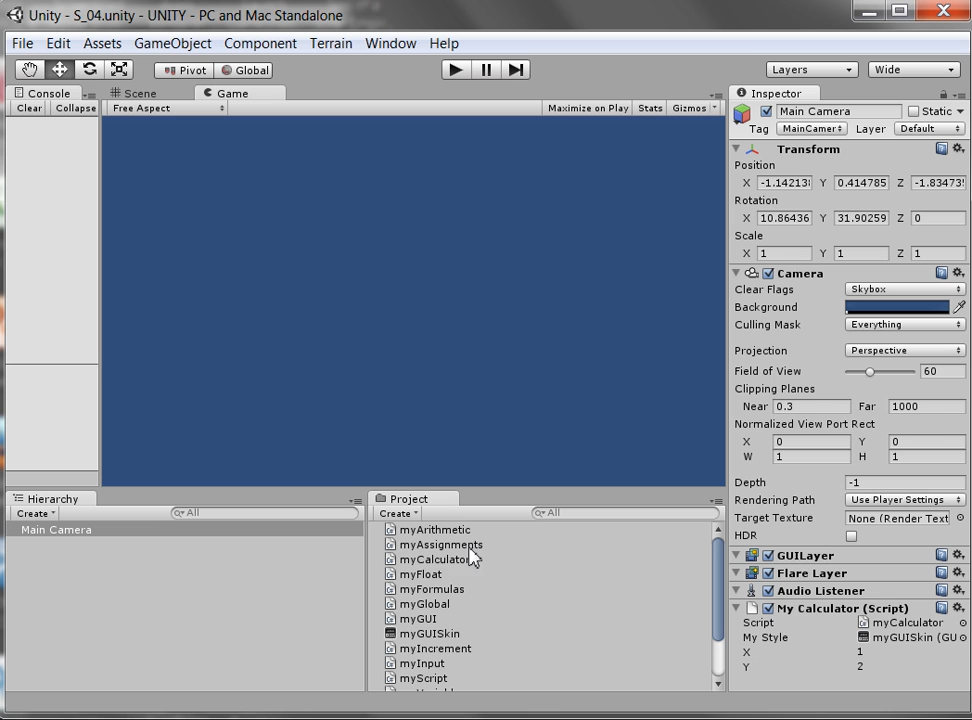 Unity - S_04.unity - UNITY - PC and Mac Standalone
File Edit Assets GameObject Component Terrain Window Help
Pivot Global Layers Wide
Console Scene Game Inspector
Clear Collapse Free Aspect Maximize on Play Stats Gizmos
Main Camera Static
Tag MainCamer Layer Default
Transform
Position
X -1.14213 Y 0.414785 Z -1.83473
Rotation
X 10.86436 Y 31.90259 Z 0
Scale
X 1 Y 1 Z 1
Camera
Clear Flags Skybox
Background
Culling Mask Everything
Projection Perspective
Field of View 60
Clipping Planes
Near 0.3 Far 1000
Normalized View Port Rect
X 0 Y 0
W 1 H 1
Depth -1
Rendering Path Use Player Settings
Target Texture None (Render Text
HDR
GUILayer
Flare Layer
Audio Listener
My Calculator (Script)
Script myCalculator
My Style myGUISkin (GU
X 1
Y 2
Hierarchy
Create All
Main Camera
Project
Create All
myArithmetic
myAssignments
myCalculator
myFloat
myFormulas
myGlobal
myGUI
myGUISkin
myIncrement
myInput
myScript